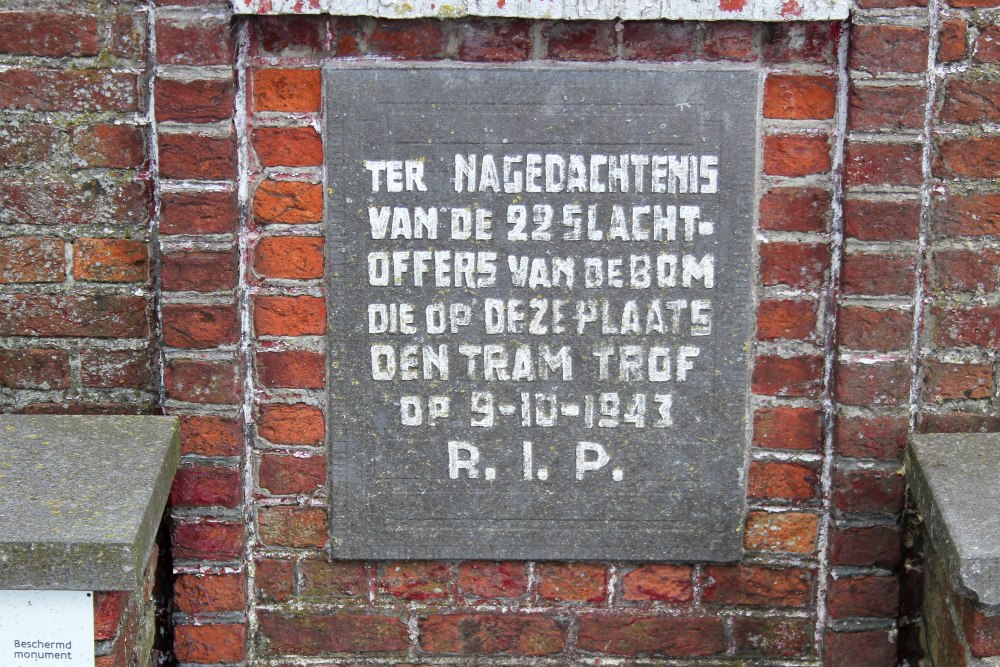 TER NAGEDACHTENIS
VAN DE 22 SLACHT-
OFFERS VAN DE BOM
DIE OP DEZE PLAATS
DEN TRAM TROF
OP 9-10-1943
R. I. P.
Beschermd
monument